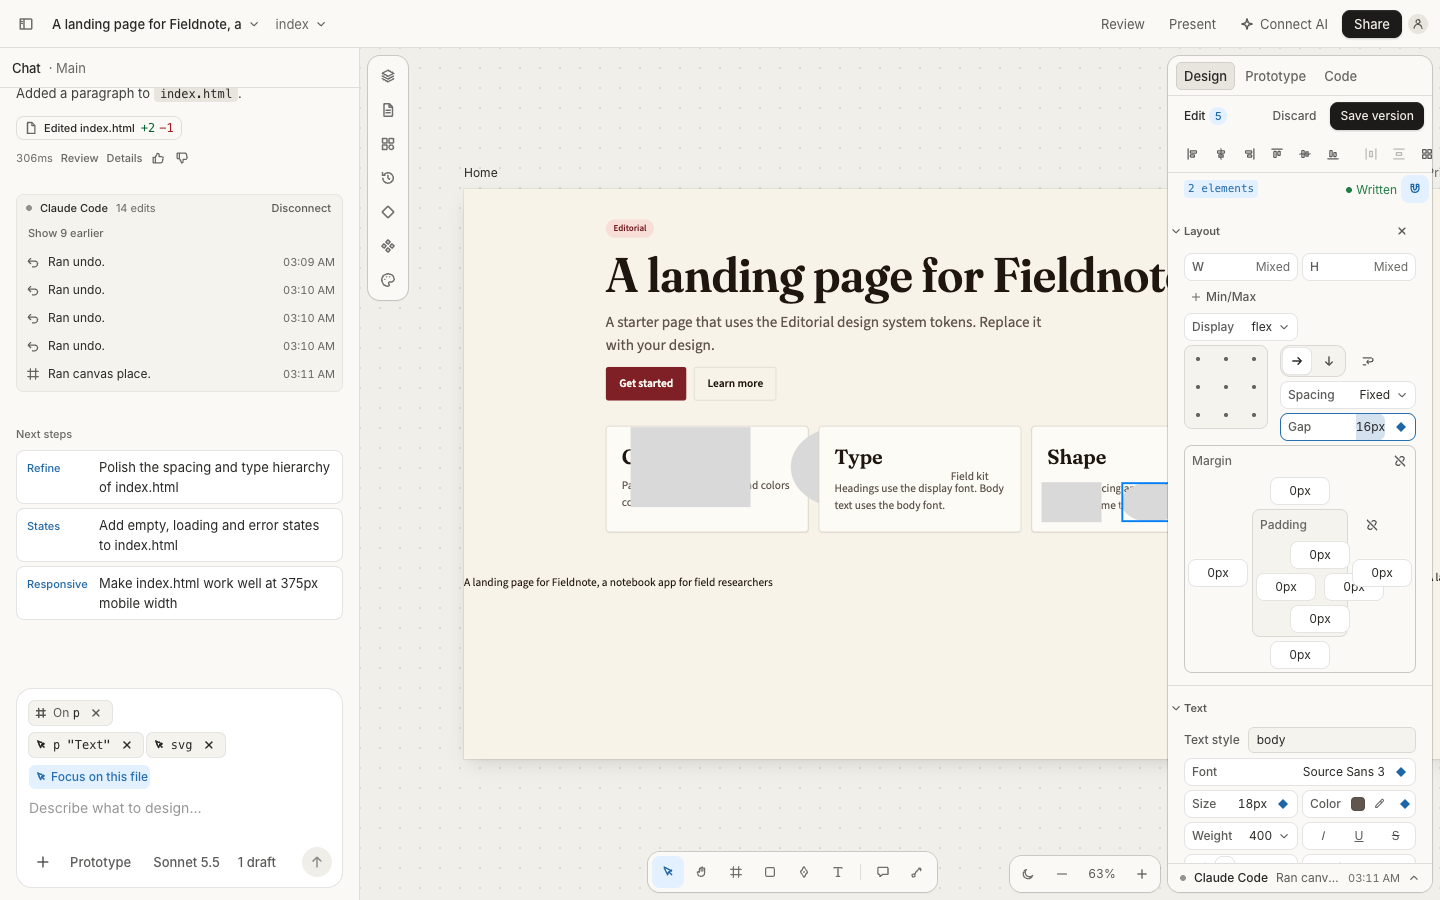 A landing page for Fieldnote, a
index
Review
Present
Connect AI
Share
Chat · Main
Added a paragraph to index.html.
Edited index.html +2 −1
306ms Review Details
Claude Code 14 edits Disconnect
Show 9 earlier
Ran undo. 03:09 AM
Ran undo. 03:10 AM
Ran undo. 03:10 AM
Ran undo. 03:10 AM
Ran canvas place. 03:11 AM
Next steps
Refine Polish the spacing and type hierarchy
of index.html
States Add empty, loading and error states
to index.html
Responsive Make index.html work well at 375px
mobile width
On p
p "Text" svg
Focus on this file
Describe what to design...
Prototype Sonnet 5.5 1 draft
Home
Editorial
A landing page for Fieldnote
A starter page that uses the Editorial design system tokens. Replace it
with your design.
Get started Learn more
Type
Field kit
Headings use the display font. Body
text uses the body font.
Shape
A landing page for Fieldnote, a notebook app for field researchers
63%
Design Prototype Code
Edit 5 Discard Save version
2 elements Written
Layout
W Mixed H Mixed
Min/Max
Display flex
Spacing Fixed
Gap 16px
Margin
0px
Padding
0px
0px 0px 0px 0px
0px
0px
Text
Text style body
Font Source Sans 3
Size 18px Color
Weight 400 I U S
Claude Code Ran canv... 03:11 AM